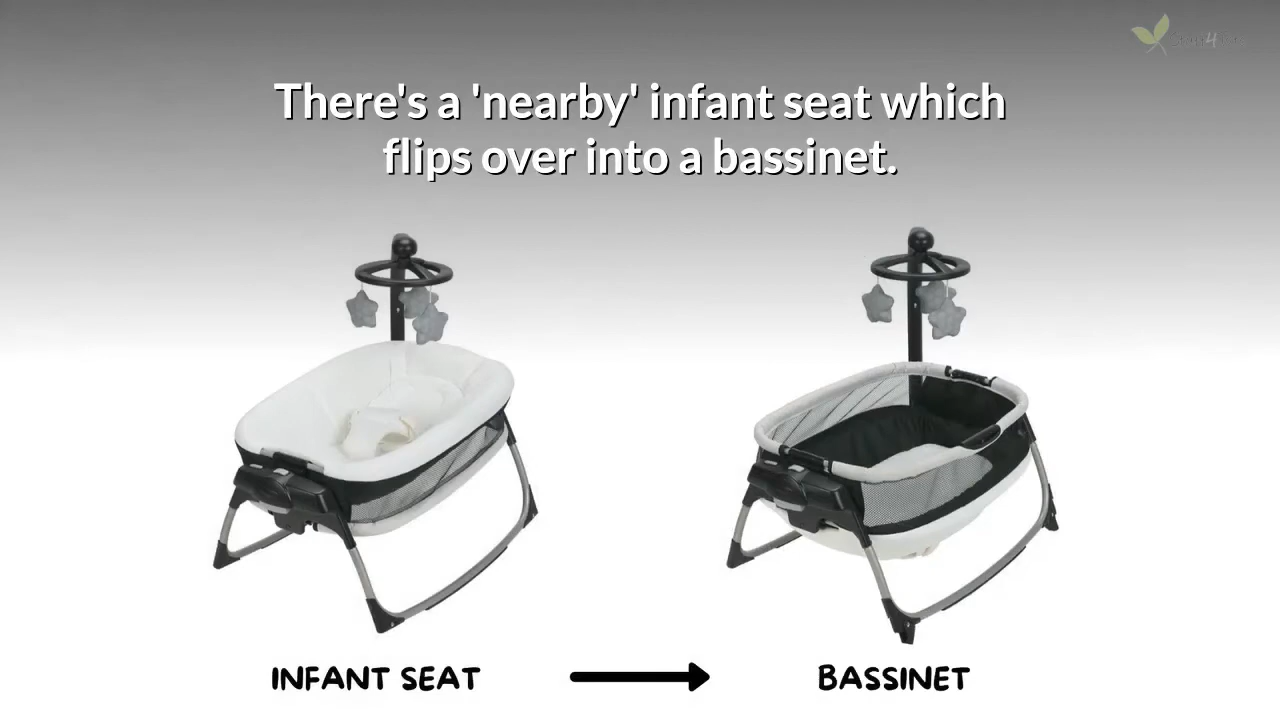 There's a 'nearby' infant seat which
flips over into a bassinet.
INFANT SEAT
BASSINET